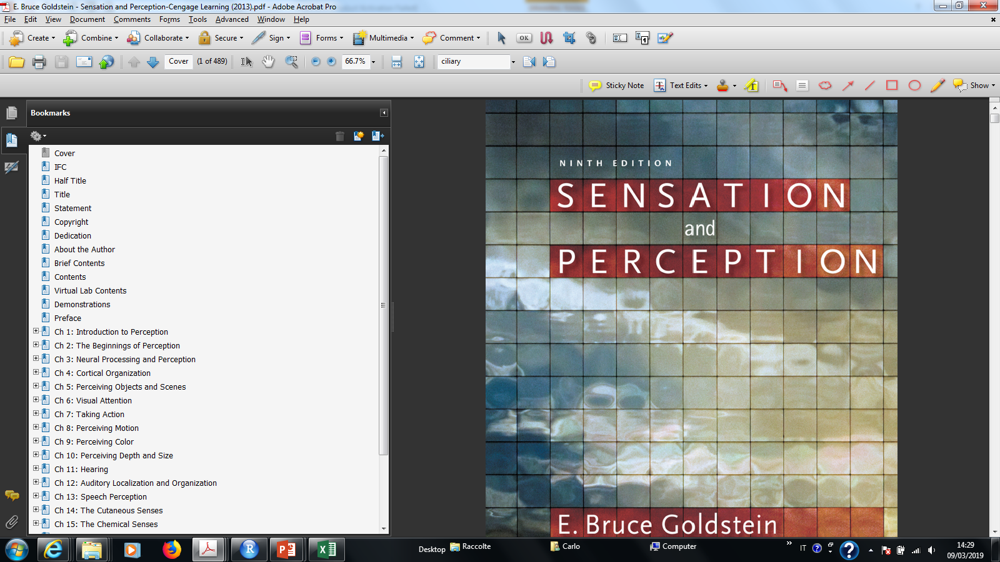 E. Bruce Goldstein - Sensation and Perception-Cengage Learning (2013).pdf - Adobe Acrobat Pro
File Edit View Document Comments Forms Tools Advanced Window Help
Create Combine Collaborate Secure Sign Forms Multimedia Comment OK
Cover (1 of 489) 66.7% ciliary
Sticky Note Text Edits Show
Bookmarks
Cover
IFC
Half Title
Title
Statement
Copyright
Dedication
About the Author
Brief Contents
Contents
Virtual Lab Contents
Demonstrations
Preface
Ch 1: Introduction to Perception
Ch 2: The Beginnings of Perception
Ch 3: Neural Processing and Perception
Ch 4: Cortical Organization
Ch 5: Perceiving Objects and Scenes
Ch 6: Visual Attention
Ch 7: Taking Action
Ch 8: Perceiving Motion
Ch 9: Perceiving Color
Ch 10: Perceiving Depth and Size
Ch 11: Hearing
Ch 12: Auditory Localization and Organization
Ch 13: Speech Perception
Ch 14: The Cutaneous Senses
Ch 15: The Chemical Senses
NINTH EDITION
SENSATION
and
PERCEPTION
E. Bruce Goldstein
Desktop Raccolte Carlo Computer IT 14:29
09/03/2019